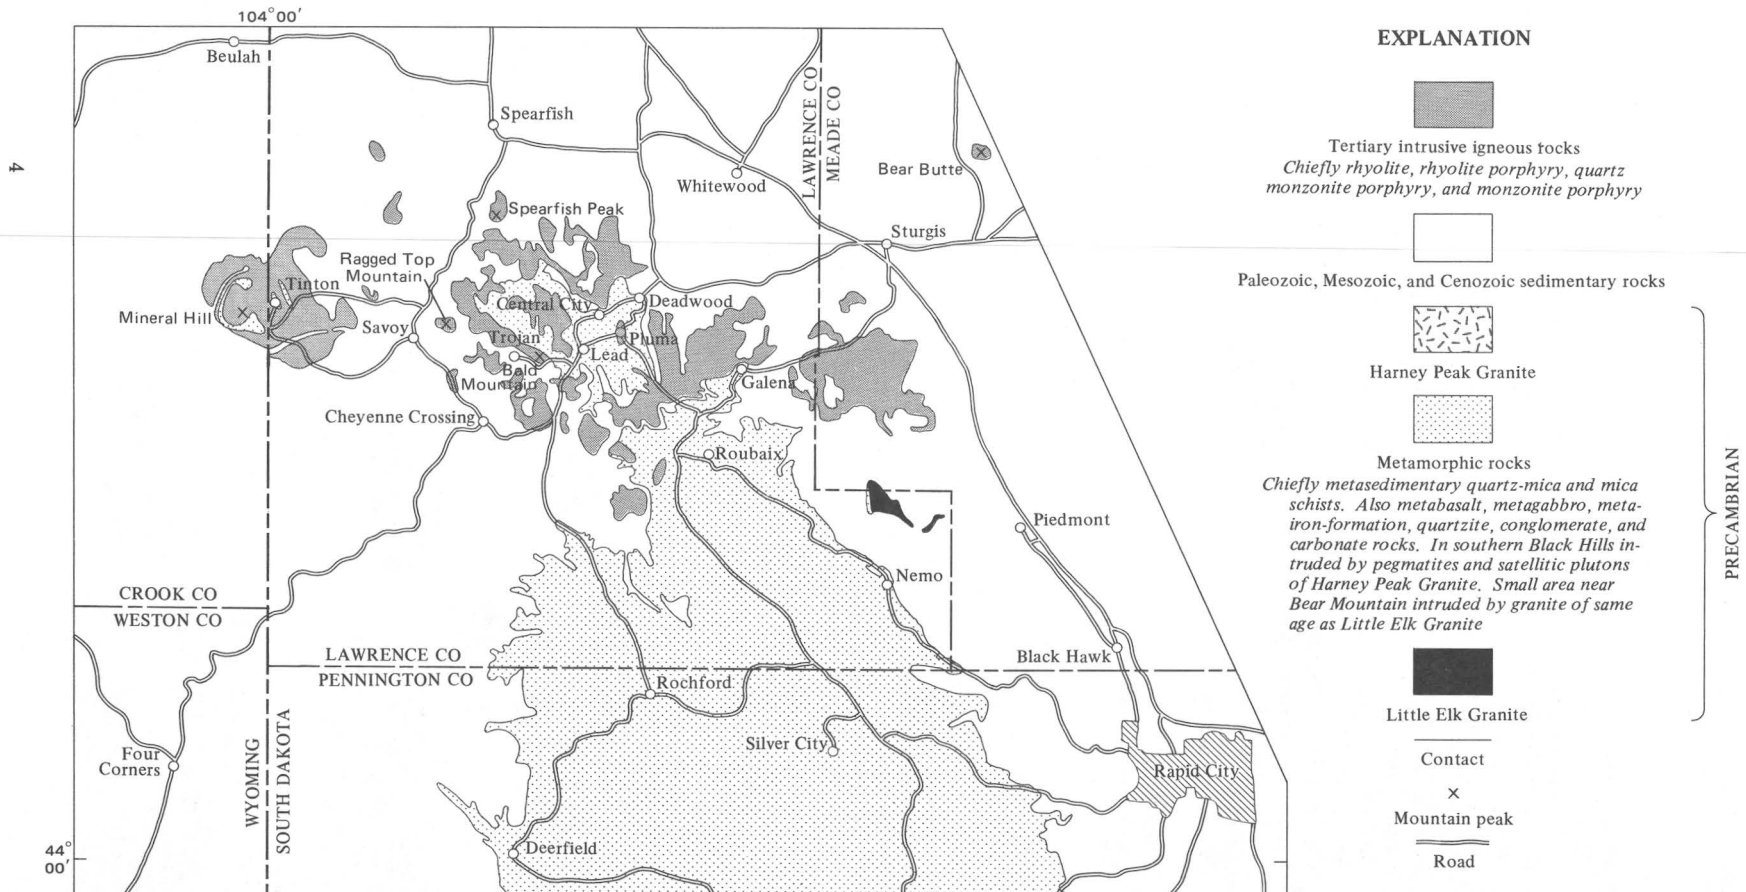 104°00′
Beulah
Spearfish
LAWRENCE CO
MEADE CO
Bear Butte
Whitewood
4
Spearfish Peak
Sturgis
Ragged Top
Mountain
Tinton
Mineral Hill
Savoy
Central City
Deadwood
Trojan
Pluma
Lead
Bald
Mountain
Galena
Cheyenne Crossing
Roubaix
Piedmont
Nemo
CROOK CO
WESTON CO
LAWRENCE CO
PENNINGTON CO
Black Hawk
Rochford
Silver City
Four
Corners
WYOMING
SOUTH DAKOTA
Rapid City
Deerfield
44°
00′
EXPLANATION
Tertiary intrusive igneous rocks
Chiefly rhyolite, rhyolite porphyry, quartz
monzonite porphyry, and monzonite porphyry
Paleozoic, Mesozoic, and Cenozoic sedimentary rocks
Harney Peak Granite
Metamorphic rocks
Chiefly metasedimentary quartz-mica and mica
schists. Also metabasalt, metagabbro, meta-
iron-formation, quartzite, conglomerate, and
carbonate rocks. In southern Black Hills in-
truded by pegmatites and satellitic plutons
of Harney Peak Granite. Small area near
Bear Mountain intruded by granite of same
age as Little Elk Granite
Little Elk Granite
PRECAMBRIAN
Contact
x
Mountain peak
Road